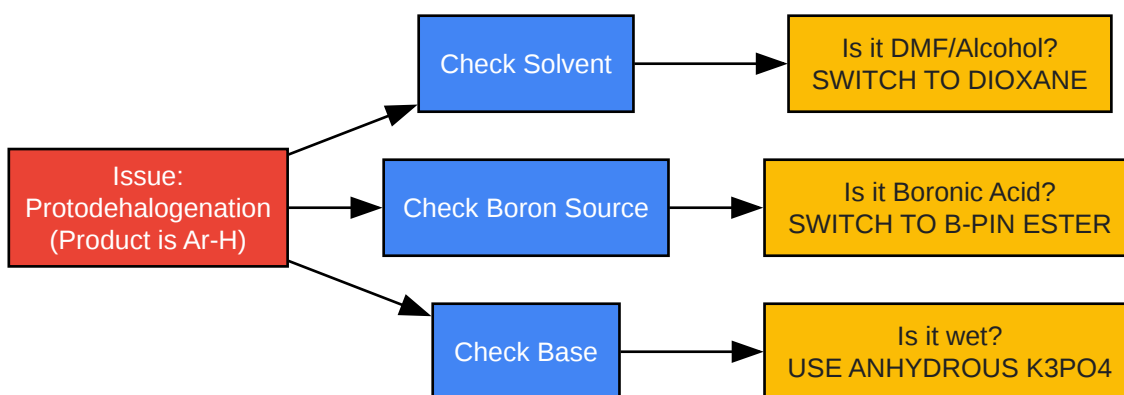 Issue:
Protodehalogenation
(Product is Ar-H)
Check Solvent
Is it DMF/Alcohol?
SWITCH TO DIOXANE
Check Boron Source
Is it Boronic Acid?
SWITCH TO B-PIN ESTER
Check Base
Is it wet?
USE ANHYDROUS K3PO4